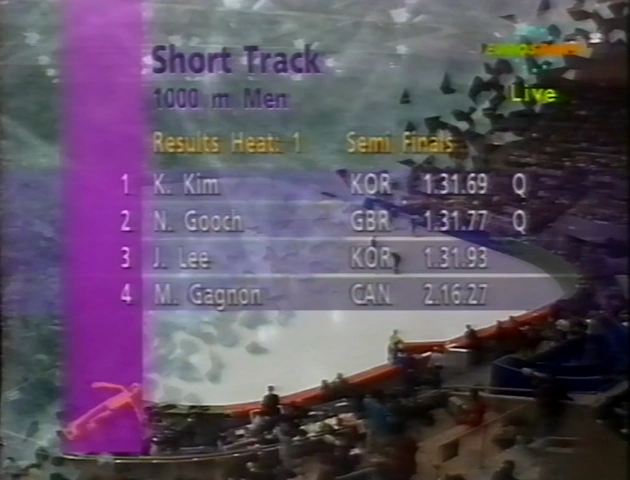 Short Track
EUROSPORT
1000 m Men
Live
Results Heat: 1 Semi Finals
1 K. Kim KOR 1.31.69 Q
2 N. Gooch GBR 1.31.77 Q
3 J. Lee KOR 1.31.93
4 M. Gagnon CAN 2.16.27